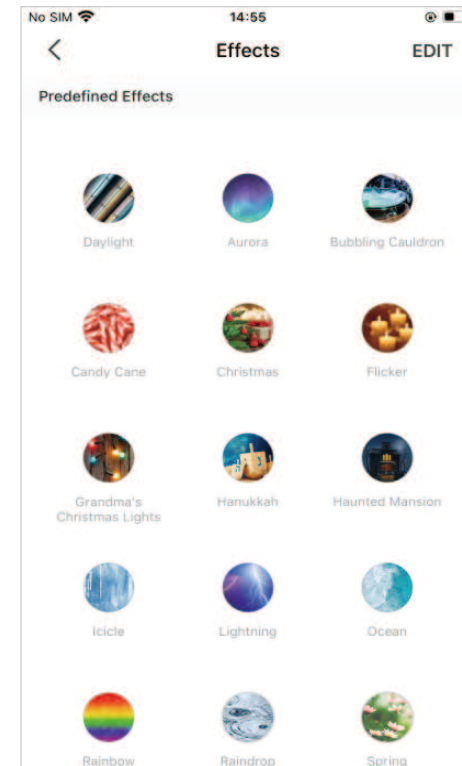 No SIM 14:55
Effects EDIT
Predefined Effects
Daylight Aurora Bubbling Cauldron
Candy Cane Christmas Flicker
Grandma's
Christmas Lights Hanukkah Haunted Mansion
Icicle Lightning Ocean
Rainbow Raindrop Spring